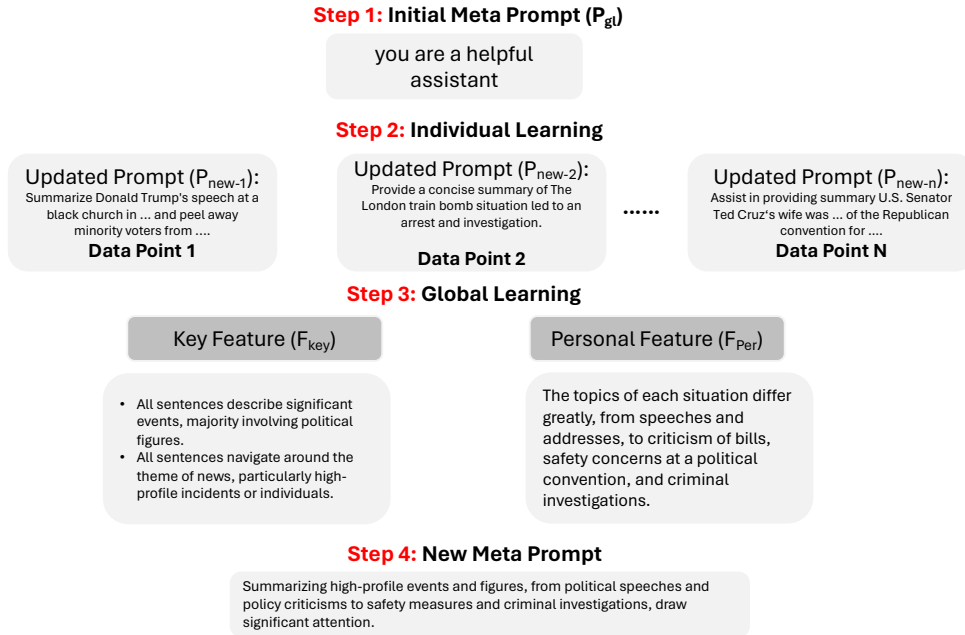 Step 1: Initial Meta Prompt (Pgl)
you are a helpful
assistant
Step 2: Individual Learning
Updated Prompt (Pnew-1):
Summarize Donald Trump's speech at a
black church in ... and peel away
minority voters from ....
Data Point 1
Updated Prompt (Pnew-2):
Provide a concise summary of The
London train bomb situation led to an
arrest and investigation.
Data Point 2
......
Updated Prompt (Pnew-n):
Assist in providing summary U.S. Senator
Ted Cruz‘s wife was ... of the Republican
convention for ....
Data Point N
Step 3: Global Learning
Key Feature (Fkey)
• All sentences describe significant
events, majority involving political
figures.
• All sentences navigate around the
theme of news, particularly high-
profile incidents or individuals.
Personal Feature (FPer)
The topics of each situation differ
greatly, from speeches and
addresses, to criticism of bills,
safety concerns at a political
convention, and criminal
investigations.
Step 4: New Meta Prompt
Summarizing high-profile events and figures, from political speeches and
policy criticisms to safety measures and criminal investigations, draw
significant attention.